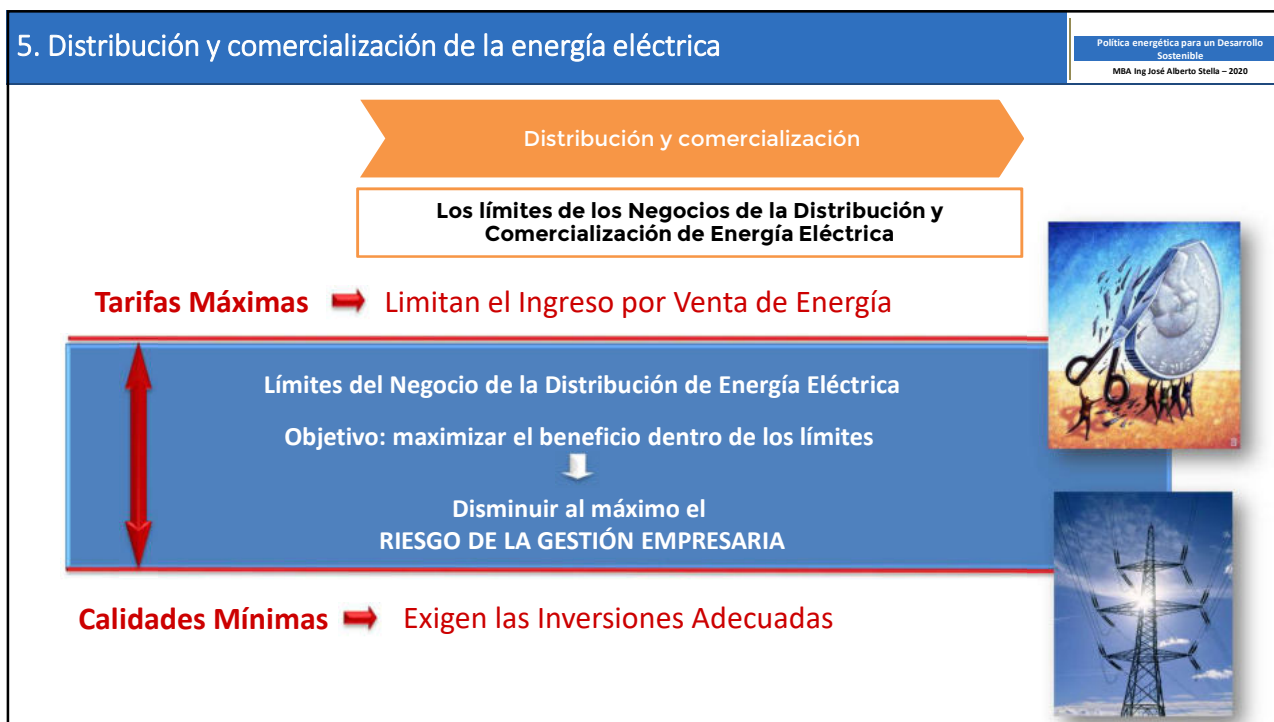 5. Distribución y comercialización de la energía eléctrica
Política energética para un Desarrollo
Sostenible
MBA Ing José Alberto Stella – 2020
Distribución y comercialización
Los límites de los Negocios de la Distribución y
Comercialización de Energía Eléctrica
Tarifas Máximas Limitan el Ingreso por Venta de Energía
Límites del Negocio de la Distribución de Energía Eléctrica
Objetivo: maximizar el beneficio dentro de los límites
Disminuir al máximo el
RIESGO DE LA GESTIÓN EMPRESARIA
Calidades Mínimas Exigen las Inversiones Adecuadas